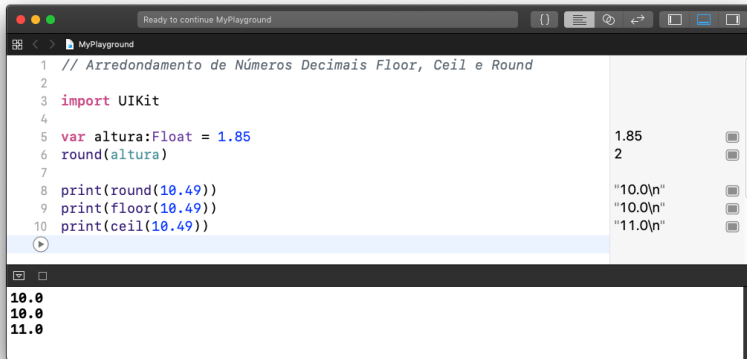 Ready to continue MyPlayground
{}
MyPlayground
1 // Arredondamento de Números Decimais Floor, Ceil e Round
2
3 import UIKit
4
5 var altura:Float = 1.85 1.85
6 round(altura) 2
7
8 print(round(10.49)) "10.0\n"
9 print(floor(10.49)) "10.0\n"
10 print(ceil(10.49)) "11.0\n"
10.0
10.0
11.0